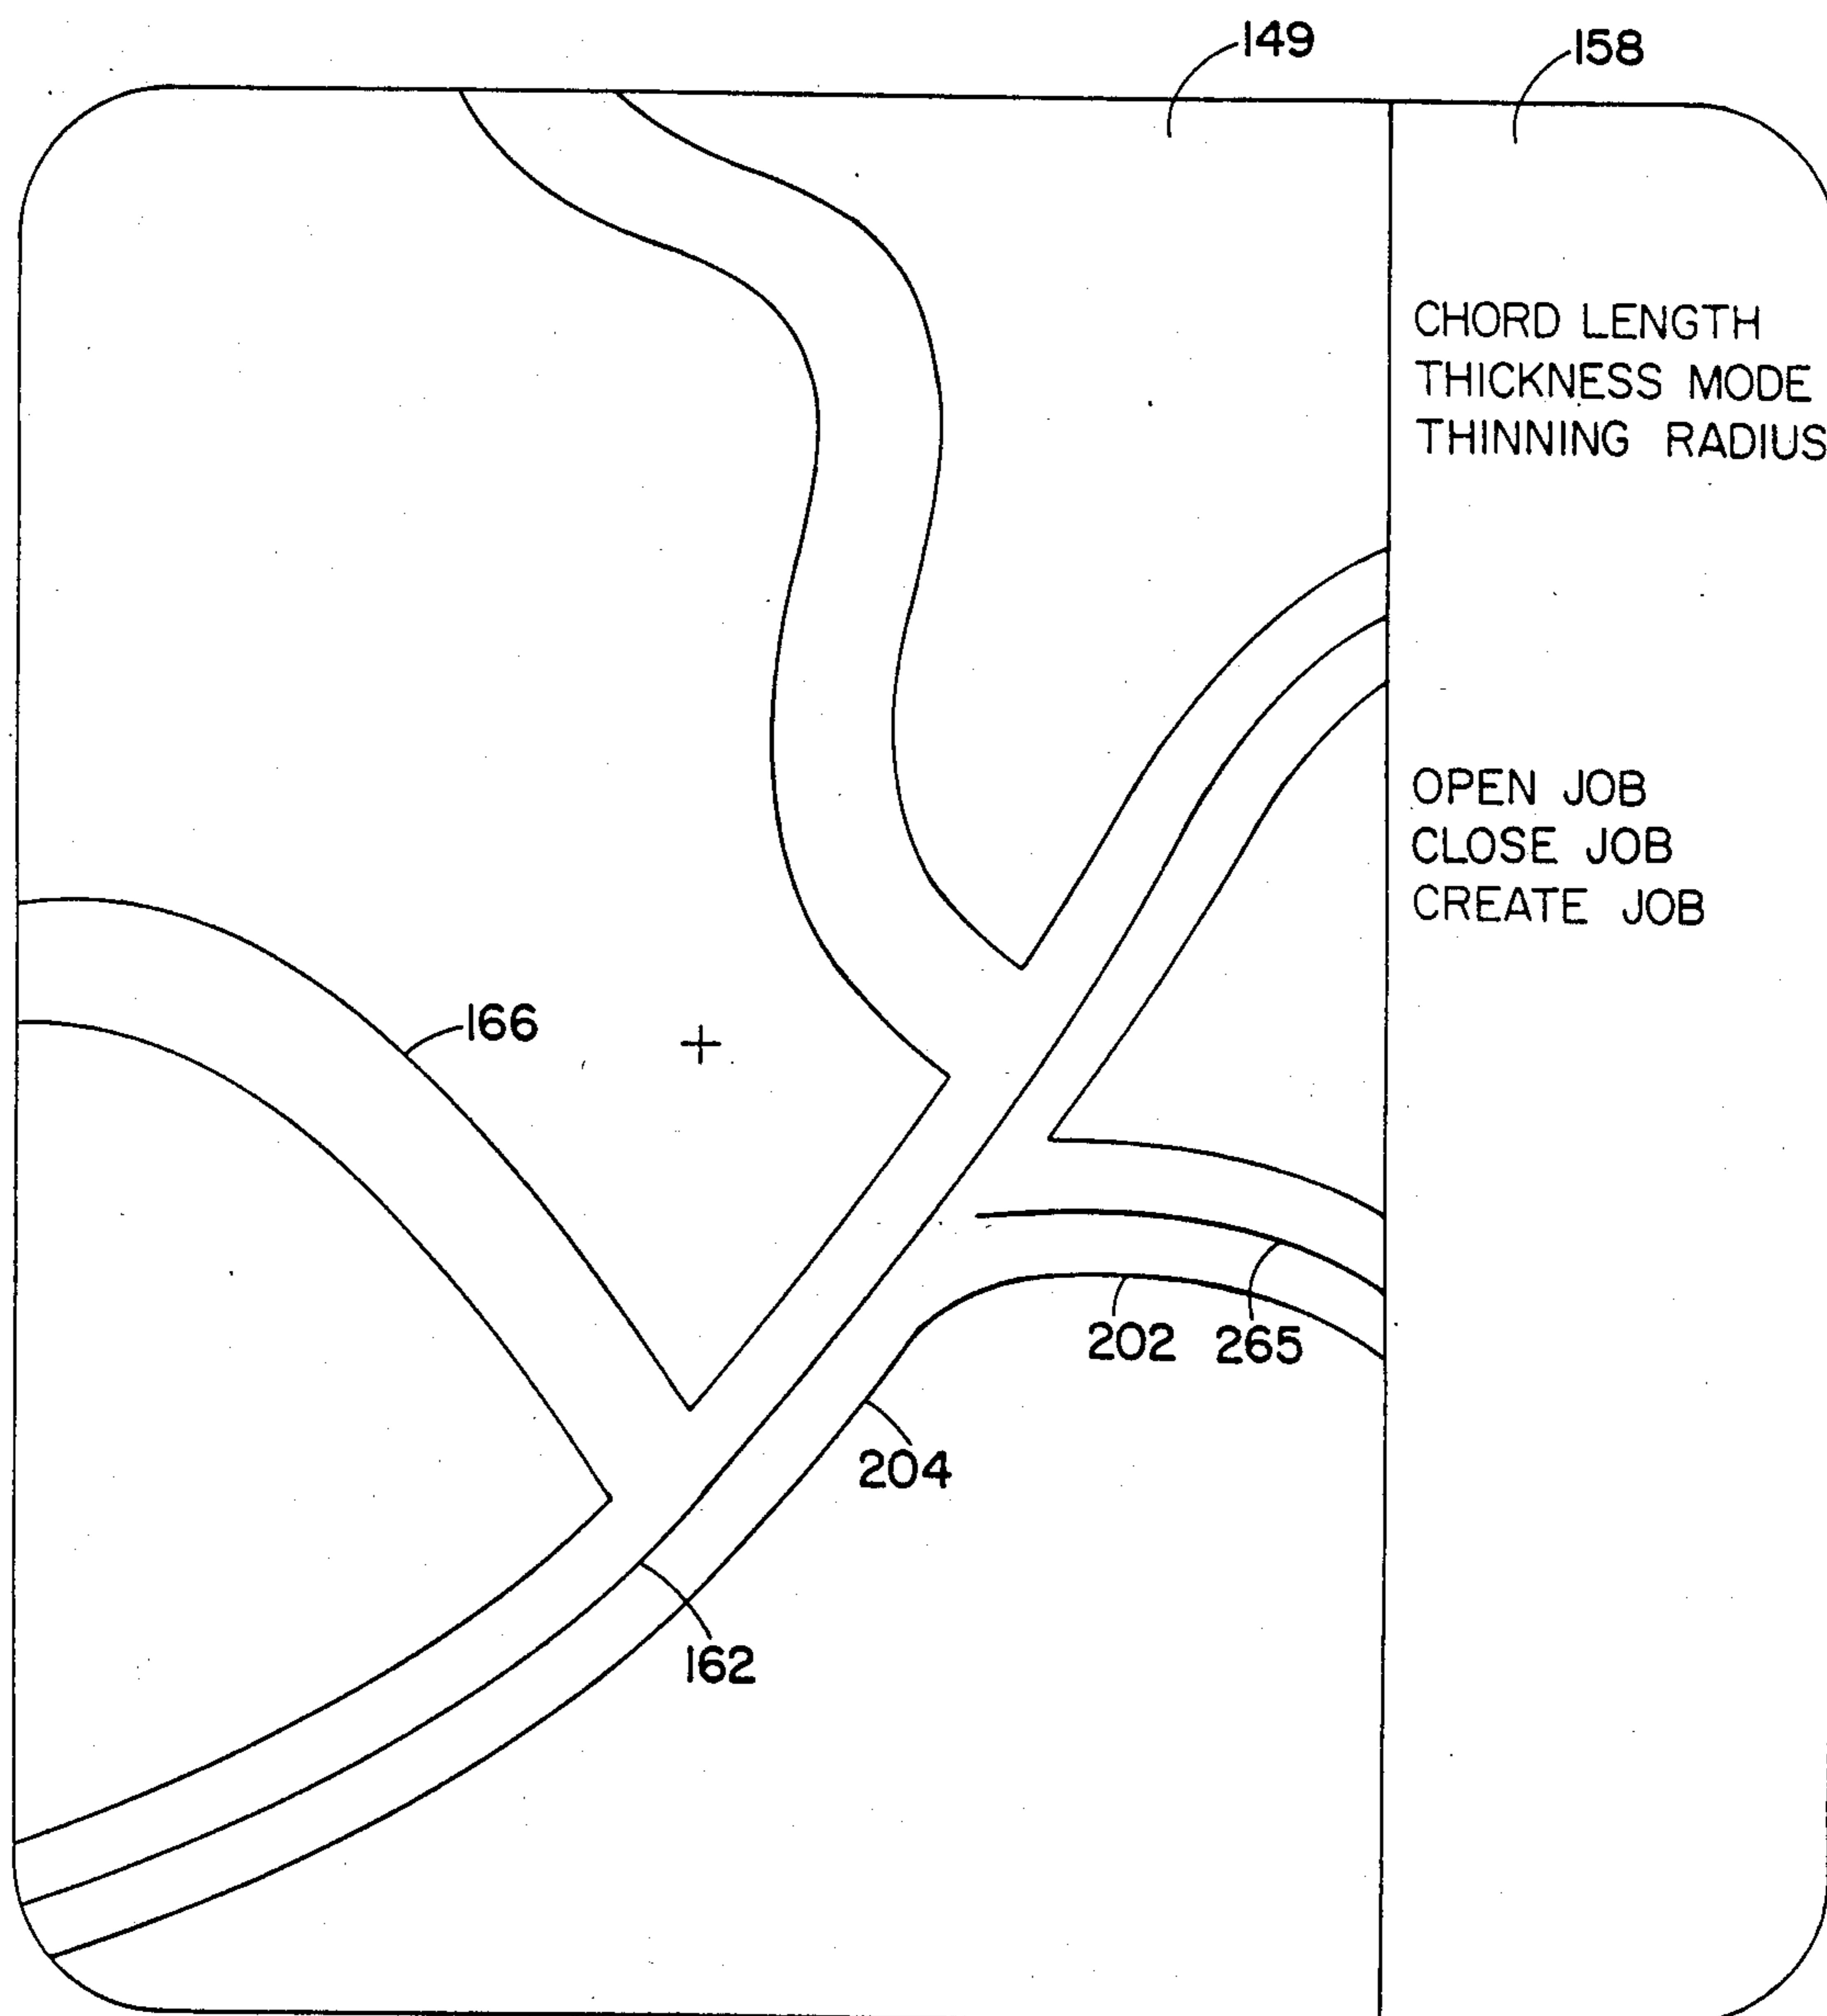 149
158
CHORD LENGTH
THICKNESS MODE
THINNING RADIUS
OPEN JOB
CLOSE JOB
CREATE JOB
166
202 265
204
162